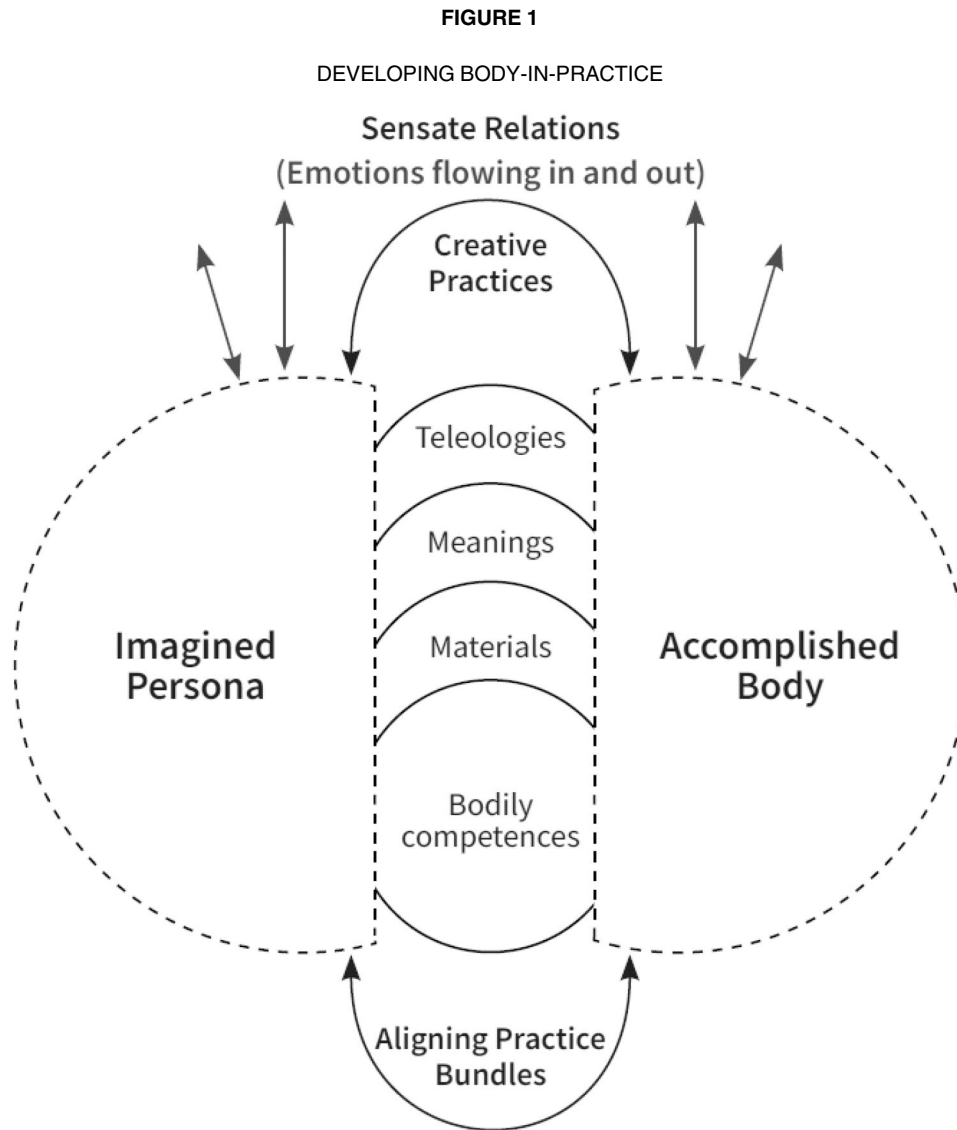 FIGURE 1
DEVELOPING BODY-IN-PRACTICE
Sensate Relations
(Emotions flowing in and out)
Creative
Practices
Teleologies
Meanings
Materials
Imagined
Persona
Accomplished
Body
Bodily
competences
Aligning Practice
Bundles